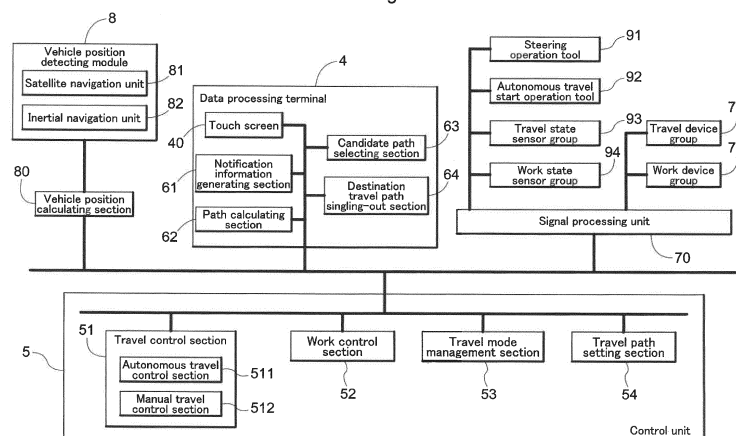 8
Vehicle position
detecting module
Satellite navigation unit
81
Inertial navigation unit
82
80
Vehicle position
calculating section
4
Data processing terminal
40
Touch screen
61
Notification
information
generating section
62
Path calculating
section
Candidate path
selecting section
63
Destination
travel path
singling-out section
64
Steering
operation tool
91
Autonomous travel
start operation tool
92
Travel state
sensor group
93
Work state
sensor group
94
Travel device
group
Work device
group
Signal processing unit
70
5
51
Travel control section
Autonomous travel
control section
511
Manual travel
control section
512
Work control
section
52
Travel mode
management section
53
Travel path
setting section
54
Control unit